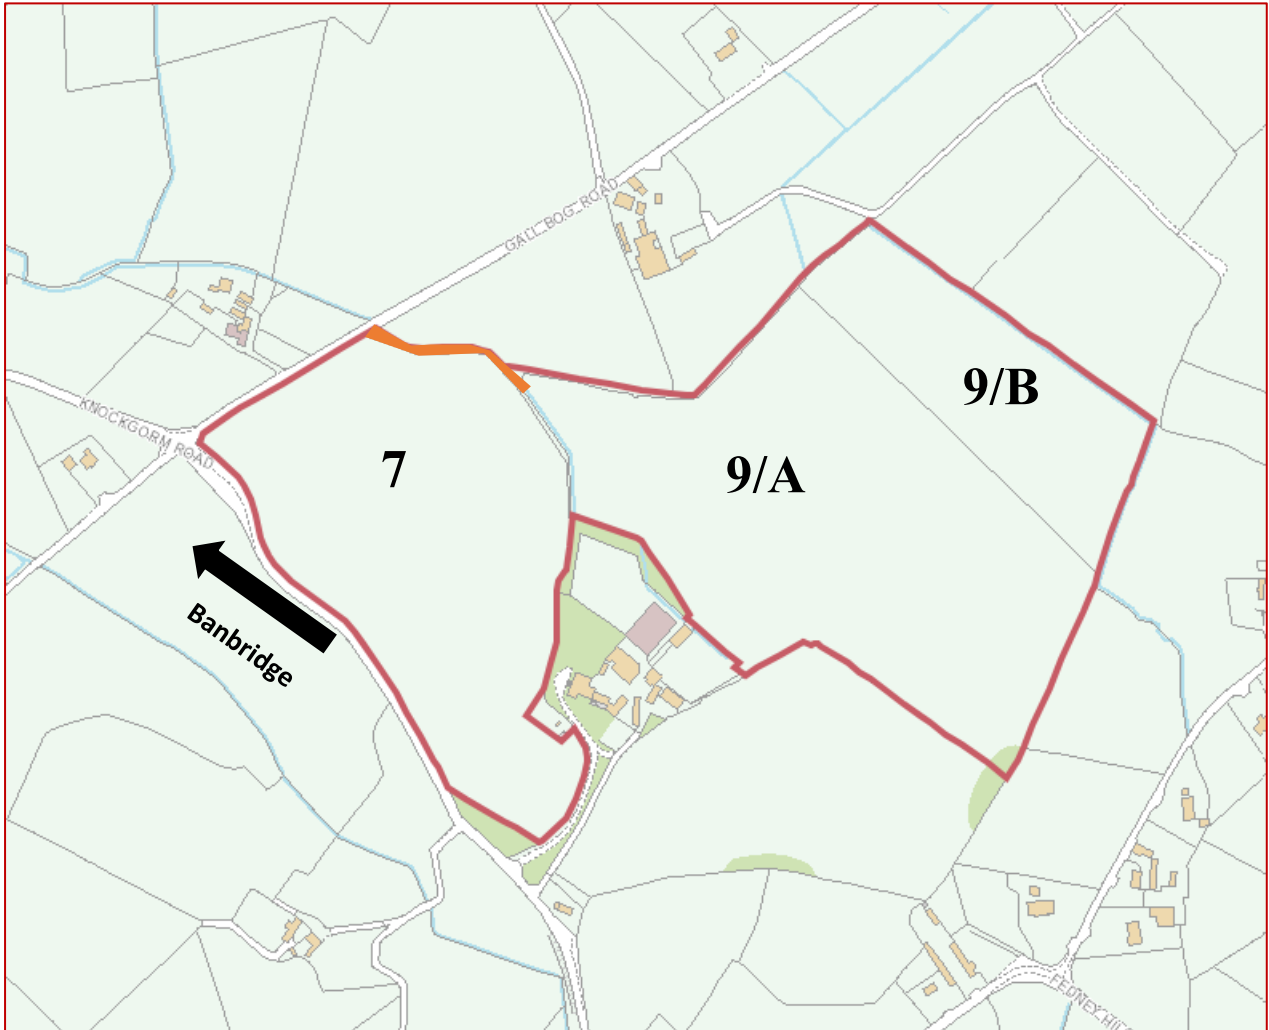 GALL BOG ROAD
9/B
KNOCKGORM ROAD
7
9/A
Banbridge